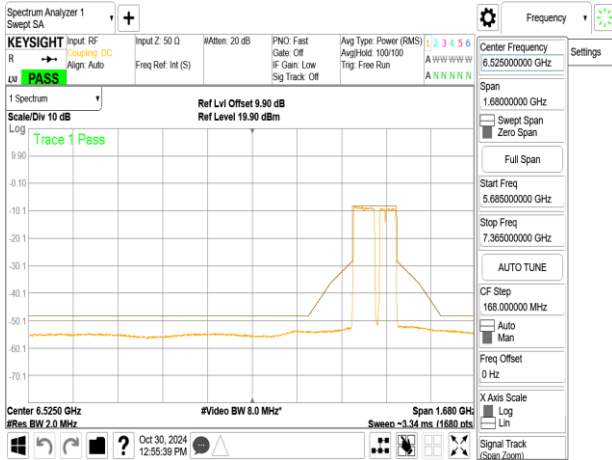 Spectrum Analyzer 1
Swept SA
Frequency
KEYSIGHT
R
PASS
Input: RF
Coupling: DC
Align: Auto
Input Z: 50 Ω
Freq Ref: Int (S)
#Atten: 20 dB
PNO: Fast
Gate: Off
IF Gain: Low
Sig Track: Off
Avg Type: Power (RMS)
Avg|Hold: 100/100
Trig: Free Run
1 2 3 4 5 6
A W W W W W
A N N N N N
1 Spectrum
Scale/Div 10 dB
Ref Lvl Offset 9.90 dB
Ref Level 19.90 dBm
Log
Trace 1 Pass
9.90
-0.10
-10.1
-20.1
-30.1
-40.1
-50.1
-60.1
-70.1
Center 6.5250 GHz
#Res BW 2.0 MHz
#Video BW 8.0 MHz*
Span 1.680 GHz
Sweep ~3.34 ms (1680 pts
Oct 30, 2024
12:55:39 PM
?
Center Frequency
6.525000000 GHz
Settings
Span
1.68000000 GHz
Swept Span
Zero Span
Full Span
Start Freq
5.685000000 GHz
Stop Freq
7.365000000 GHz
AUTO TUNE
CF Step
168.000000 MHz
Auto
Man
Freq Offset
0 Hz
X Axis Scale
Log
Lin
Signal Track
(Span Zoom)